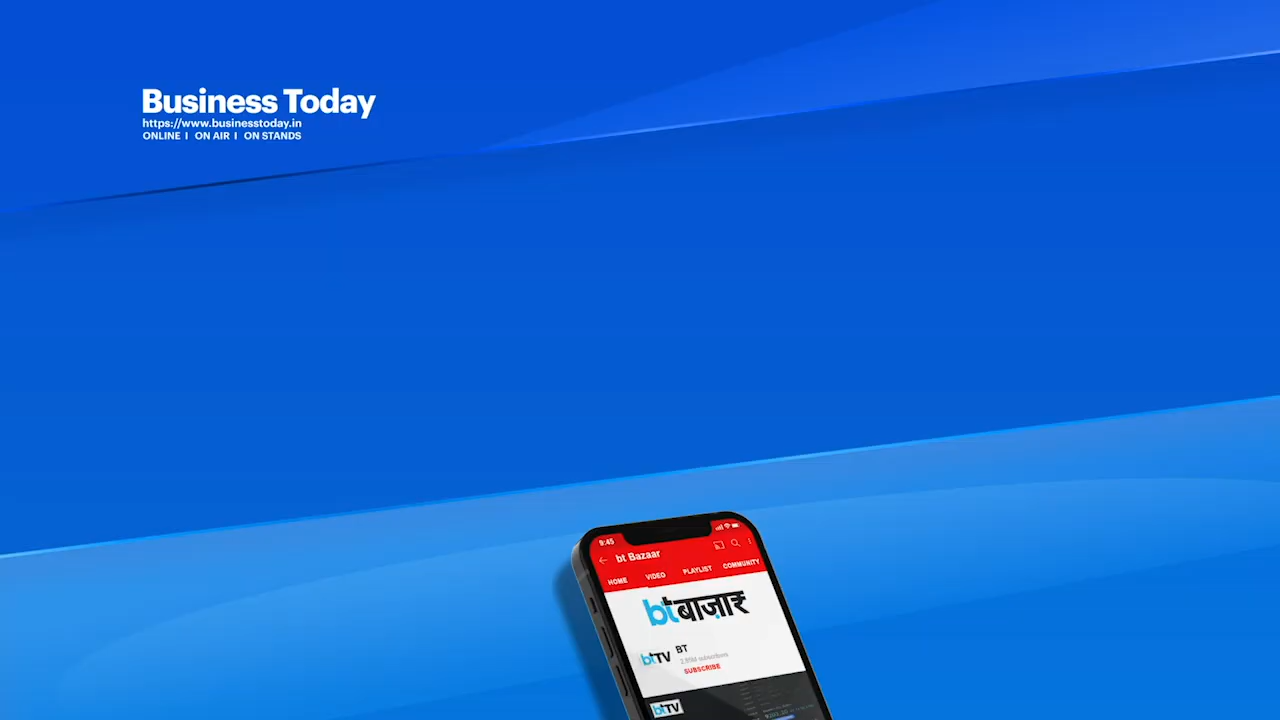 Business Today
https://www.businesstoday.in
ONLINE I ON AIR I ON STANDS
9:45
bt Bazaar
HOME VIDEO PLAYLIST COMMUNITY
btबाज़ार
btTV
BT
SUBSCRIBE
btTV